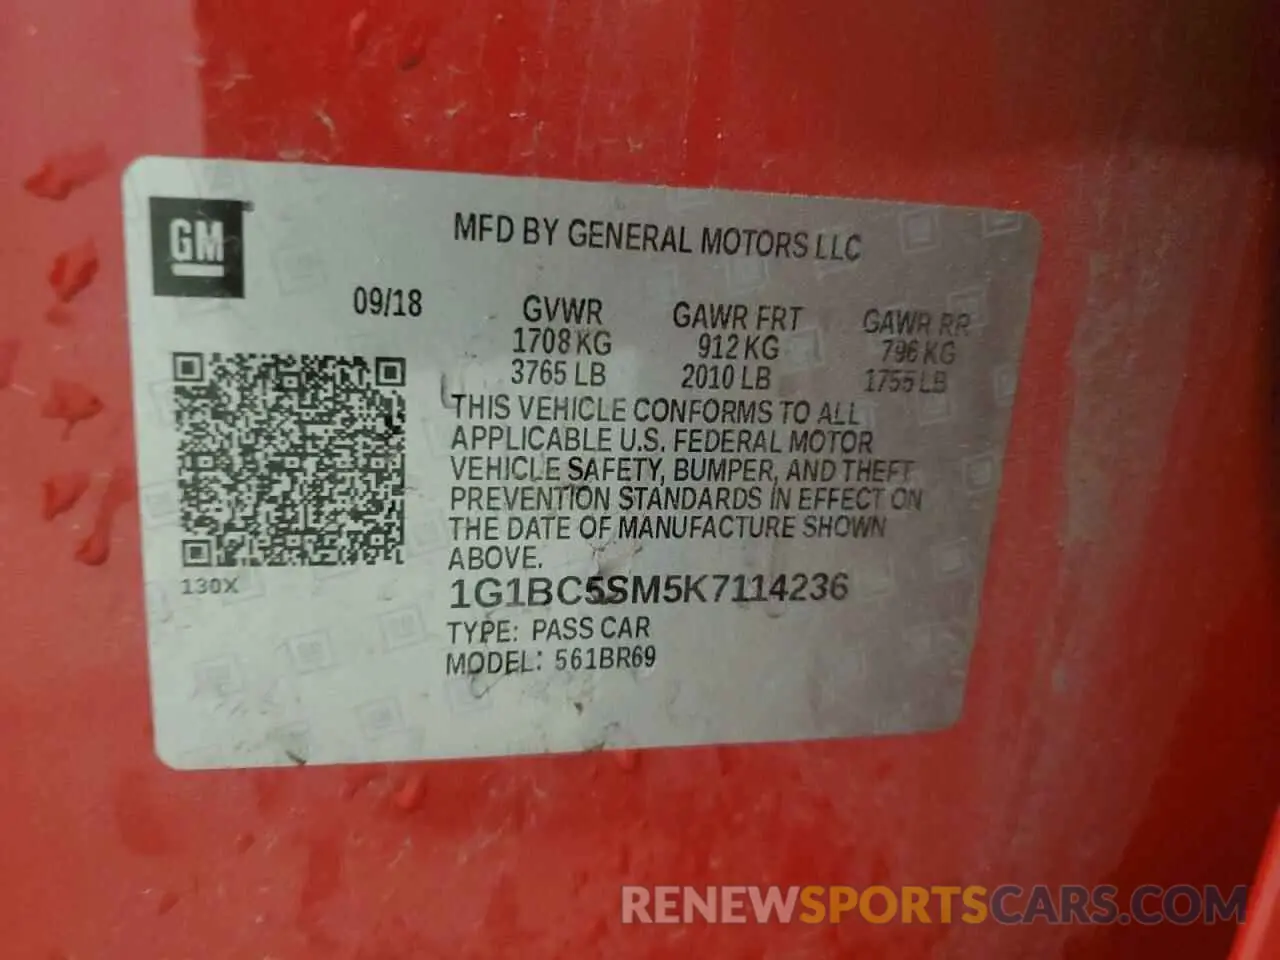 GM
MFD BY GENERAL MOTORS LLC
09/18 GVWR GAWR FRT GAWR RR
1708 KG 912 KG 796 KG
3765 LB 2010 LB 1755 LB
THIS VEHICLE CONFORMS TO ALL
APPLICABLE U.S. FEDERAL MOTOR
VEHICLE SAFETY, BUMPER, AND THEFT
PREVENTION STANDARDS IN EFFECT ON
THE DATE OF MANUFACTURE SHOWN
ABOVE.
130X
1G1BC5SM5K7114236
TYPE: PASS CAR
MODEL: 561BR69
RENEWSPORTSCARS.COM